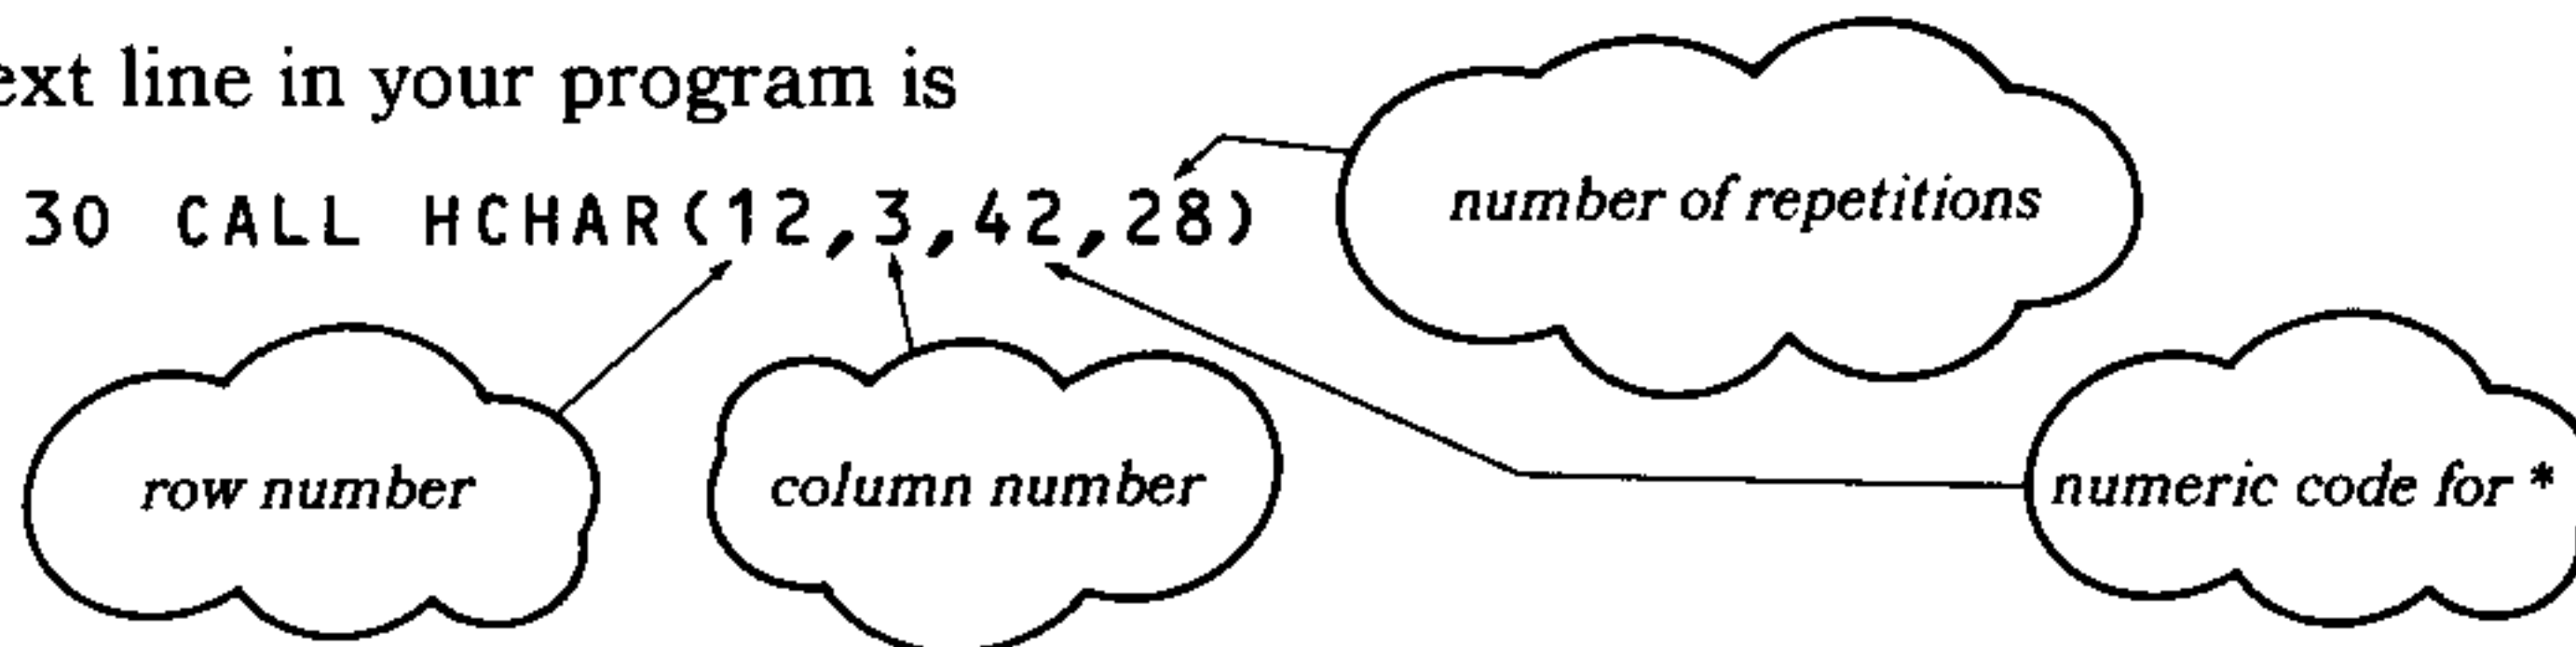 ext line in your program is
30 CALL HCHAR(12,3,42,28)
number of repetitions
row number
column number
numeric code for *